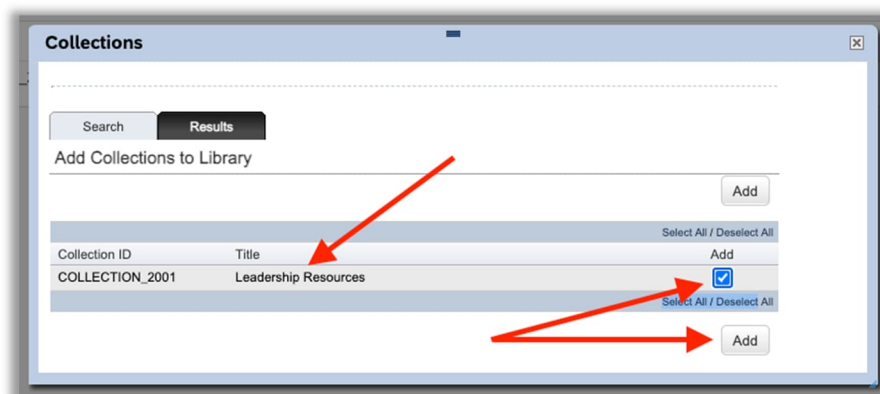 Collections
Search Results
Add Collections to Library
Add
Select All / Deselect All
Collection ID Title Add
COLLECTION_2001 Leadership Resources
Select All / Deselect All
Add